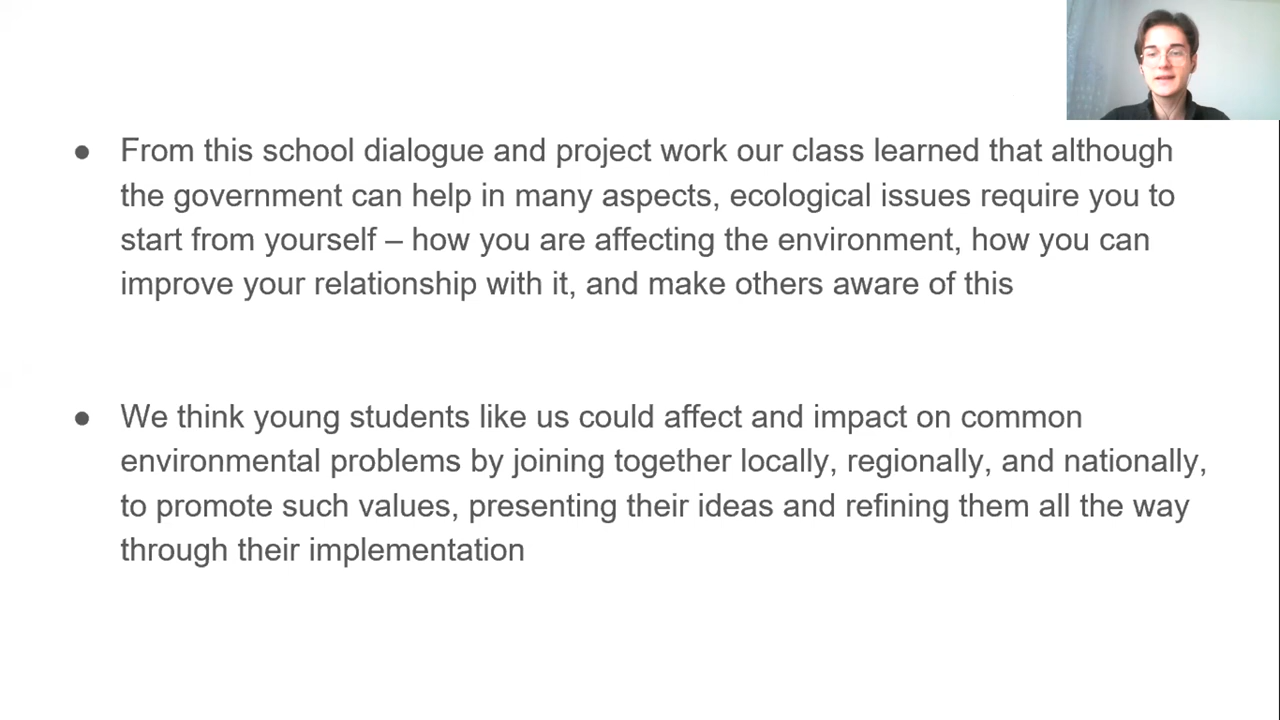 ● From this school dialogue and project work our class learned that although
the government can help in many aspects, ecological issues require you to
start from yourself – how you are affecting the environment, how you can
improve your relationship with it, and make others aware of this
● We think young students like us could affect and impact on common
environmental problems by joining together locally, regionally, and nationally,
to promote such values, presenting their ideas and refining them all the way
through their implementation